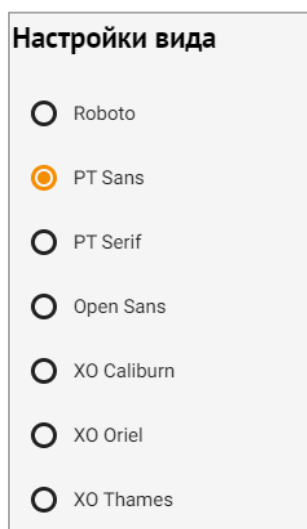 Настройки вида
Roboto
PT Sans
PT Serif
Open Sans
XO Caliburn
XO Oriel
XO Thames